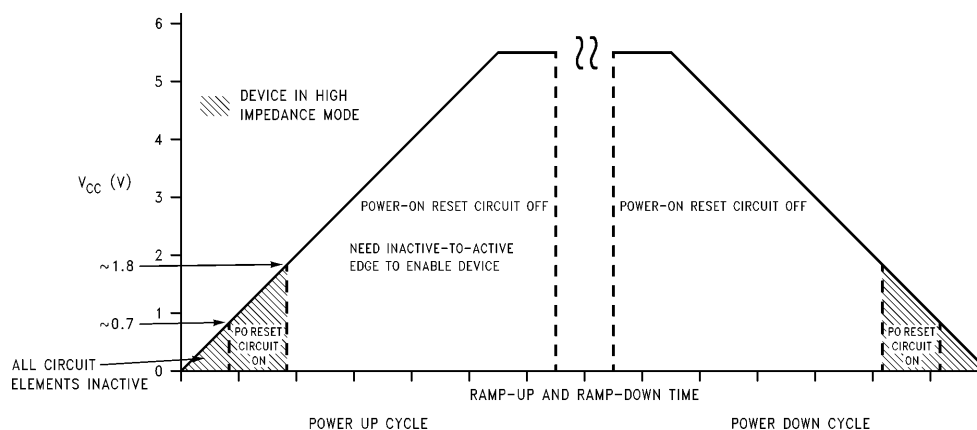 6
5
4
3
2
1
0
DEVICE IN HIGH
IMPEDANCE MODE
VCC (V)
POWER-ON RESET CIRCUIT OFF
POWER-ON RESET CIRCUIT OFF
NEED INACTIVE-TO-ACTIVE
EDGE TO ENABLE DEVICE
~1.8
~0.7
PO RESET
CIRCUIT
ON
PO RESET
CIRCUIT
ON
ALL CIRCUIT
ELEMENTS INACTIVE
RAMP-UP AND RAMP-DOWN TIME
POWER UP CYCLE
POWER DOWN CYCLE